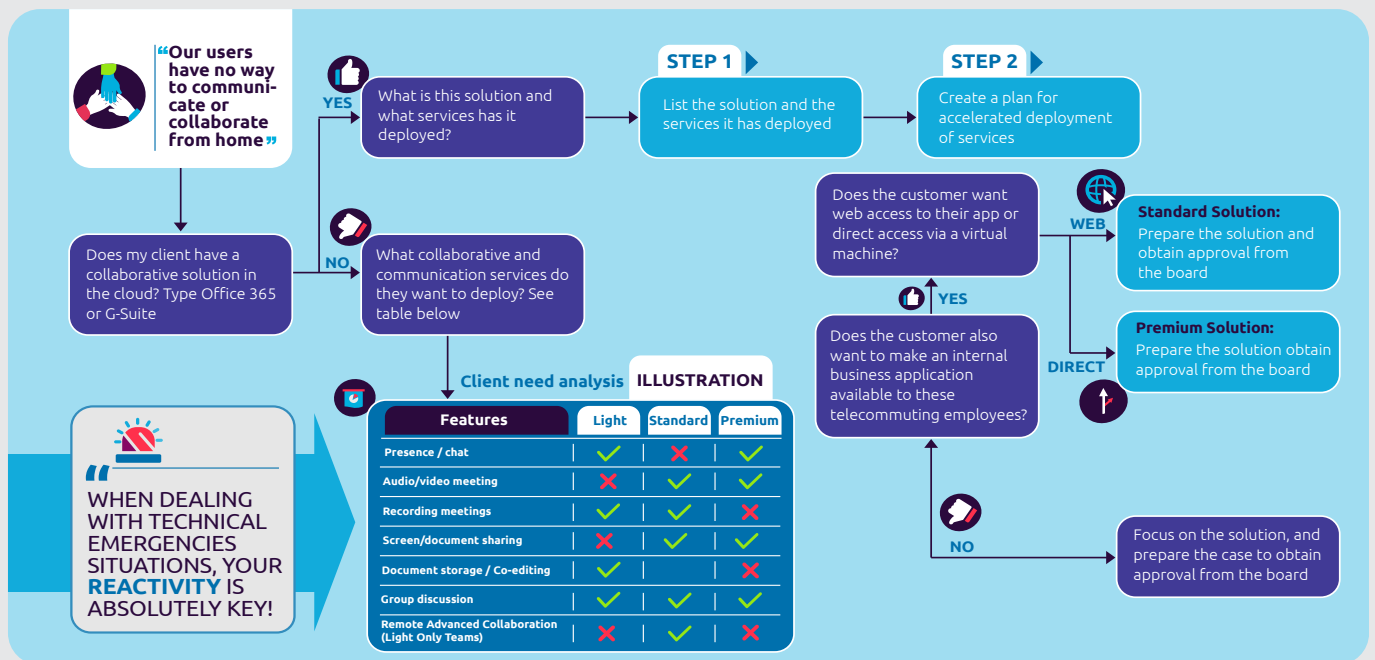 “Our users
have no way
to communi-
cate or
collaborate
from home”
YES
What is this solution and
what services has it
deployed?
STEP 1
List the solution and the
services it has deployed
STEP 2
Create a plan for
accelerated deployment
of services
Does my client have a
collaborative solution in
the cloud? Type Office 365
or G-Suite
NO
What collaborative and
communication services do
they want to deploy? See
table below
Does the customer want
web access to their app or
direct access via a virtual
machine?
WEB
Standard Solution:
Prepare the solution and
obtain approval from
the board
YES
Does the customer also
want to make an internal
business application
available to these
telecommuting employees?
DIRECT
Premium Solution:
Prepare the solution obtain
approval from the board
NO
Focus on the solution, and
prepare the case to obtain
approval from the board
“
WHEN DEALING
WITH TECHNICAL
EMERGENCIES
SITUATIONS, YOUR
REACTIVITY IS
ABSOLUTELY KEY!
Client need analysis ILLUSTRATION
Features Light Standard Premium
Presence / chat
Audio/video meeting
Recording meetings
Screen/document sharing
Document storage / Co-editing
Group discussion
Remote Advanced Collaboration
(Light Only Teams)